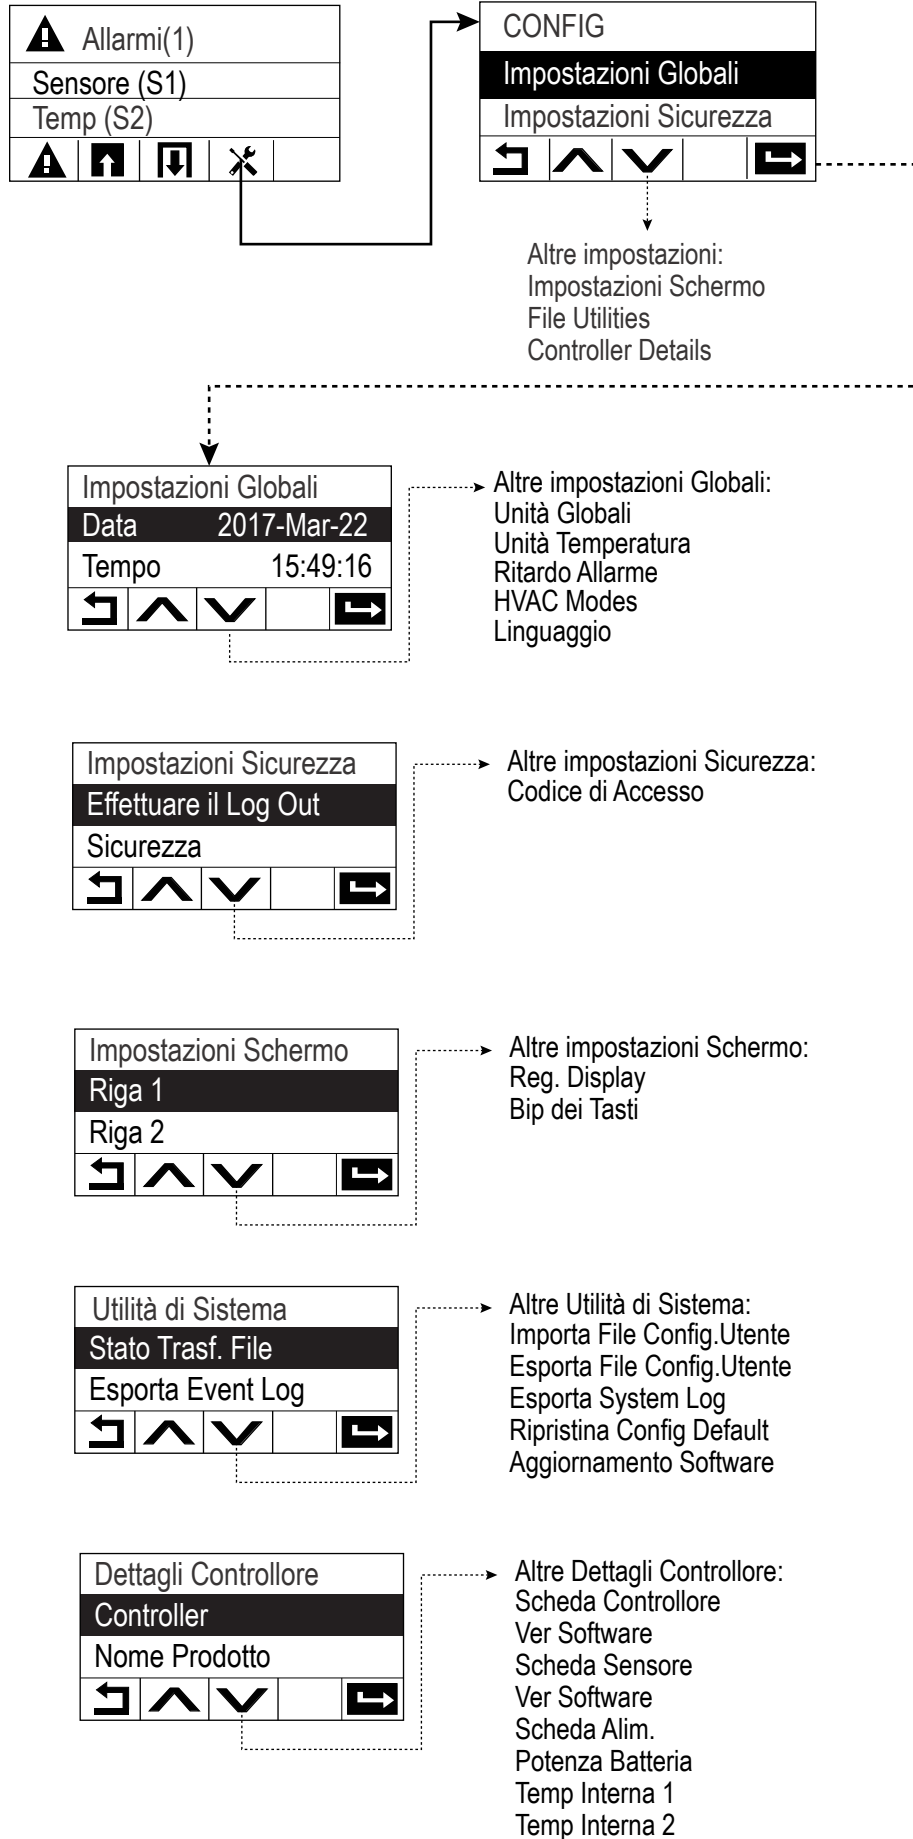 Allarmi(1)
Sensore (S1)
Temp (S2)
CONFIG
Impostazioni Globali
Impostazioni Sicurezza
Altre impostazioni:
Impostazioni Schermo
File Utilities
Controller Details
Impostazioni Globali
Data 2017-Mar-22
Tempo 15:49:16
Altre impostazioni Globali:
Unità Globali
Unità Temperatura
Ritardo Allarme
HVAC Modes
Linguaggio
Impostazioni Sicurezza
Effettuare il Log Out
Sicurezza
Altre impostazioni Sicurezza:
Codice di Accesso
Impostazioni Schermo
Riga 1
Riga 2
Altre impostazioni Schermo:
Reg. Display
Bip dei Tasti
Utilità di Sistema
Stato Trasf. File
Esporta Event Log
Altre Utilità di Sistema:
Importa File Config.Utente
Esporta File Config.Utente
Esporta System Log
Ripristina Config Default
Aggiornamento Software
Dettagli Controllore
Controller
Nome Prodotto
Altre Dettagli Controllore:
Scheda Controllore
Ver Software
Scheda Sensore
Ver Software
Scheda Alim.
Potenza Batteria
Temp Interna 1
Temp Interna 2